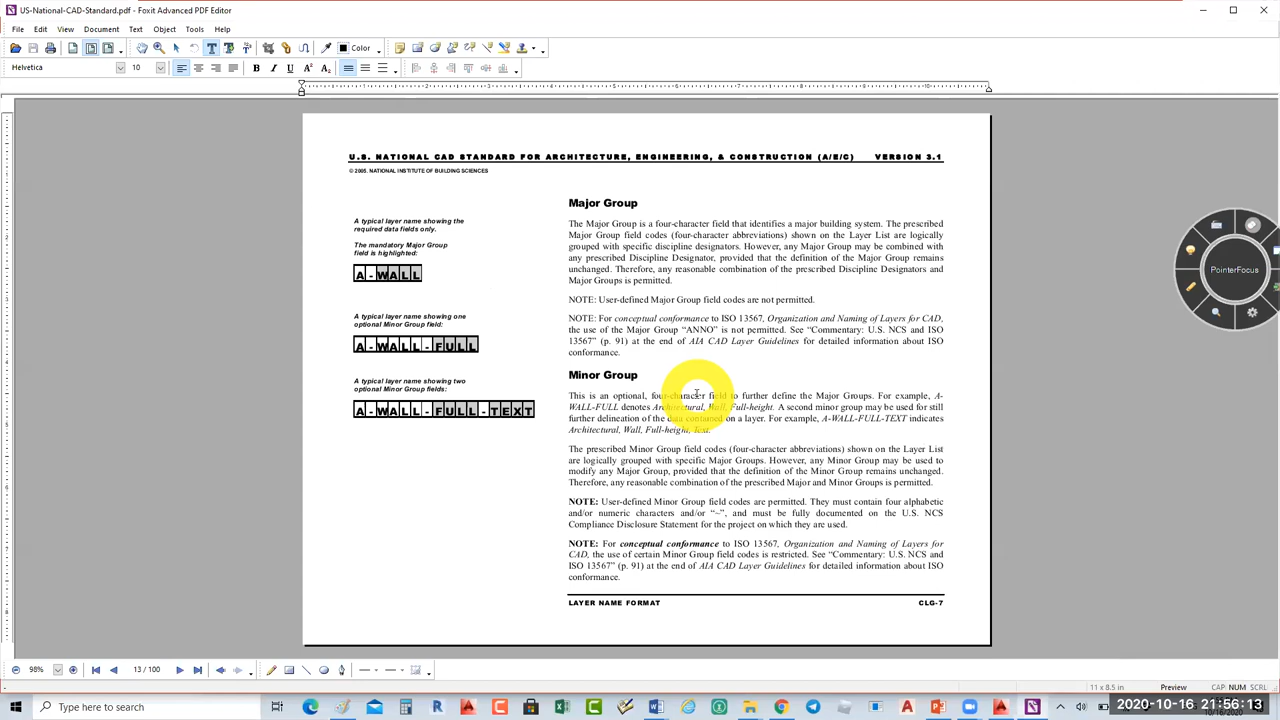 US-National-CAD-Standard.pdf - Foxit Advanced PDF Editor
File Edit View Document Text Object Tools Help
Color
Helvetica 10
U.S. NATIONAL CAD STANDARD FOR ARCHITECTURE, ENGINEERING, & CONSTRUCTION (A/E/C) VERSION 3.1
© 2005. NATIONAL INSTITUTE OF BUILDING SCIENCES
A typical layer name showing the
required data fields only.
The mandatory Major Group
field is highlighted:
A-WALL
A typical layer name showing one
optional Minor Group field:
A-WALL-FULL
A typical layer name showing two
optional Minor Group fields:
A-WALL-FULL-TEXT
Major Group
The Major Group is a four-character field that identifies a major building system. The prescribed
Major Group field codes (four-character abbreviations) shown on the Layer List are logically
grouped with specific discipline designators. However, any Major Group may be combined with
any prescribed Discipline Designator, provided that the definition of the Major Group remains
unchanged. Therefore, any reasonable combination of the prescribed Discipline Designators and
Major Groups is permitted.
NOTE: User-defined Major Group field codes are not permitted.
NOTE: For conceptual conformance to ISO 13567, Organization and Naming of Layers for CAD,
the use of the Major Group “ANNO” is not permitted. See “Commentary: U.S. NCS and ISO
13567” (p. 91) at the end of AIA CAD Layer Guidelines for detailed information about ISO
conformance.
Minor Group
This is an optional, four-character field to further define the Major Groups. For example, A-
WALL-FULL denotes Architectural, Wall, Full-height. A second minor group may be used for still
further delineation of the data contained on a layer. For example, A-WALL-FULL-TEXT indicates
Architectural, Wall, Full-height, Text.
The prescribed Minor Group field codes (four-character abbreviations) shown on the Layer List
are logically grouped with specific Major Groups. However, any Minor Group may be used to
modify any Major Group, provided that the definition of the Minor Group remains unchanged.
Therefore, any reasonable combination of the prescribed Major and Minor Groups is permitted.
NOTE: User-defined Minor Group field codes are permitted. They must contain four alphabetic
and/or numeric characters and/or “~”, and must be fully documented on the U.S. NCS
Compliance Disclosure Statement for the project on which they are used.
NOTE: For conceptual conformance to ISO 13567, Organization and Naming of Layers for
CAD, the use of certain Minor Group field codes is restricted. See “Commentary: U.S. NCS and
ISO 13567” (p. 91) at the end of AIA CAD Layer Guidelines for detailed information about ISO
conformance.
LAYER NAME FORMAT CLG-7
PointerFocus
98% 13 / 100
11 x 8.5 in Preview CAP NUM SCRL
Type here to search
2020-10-16 21:56:13